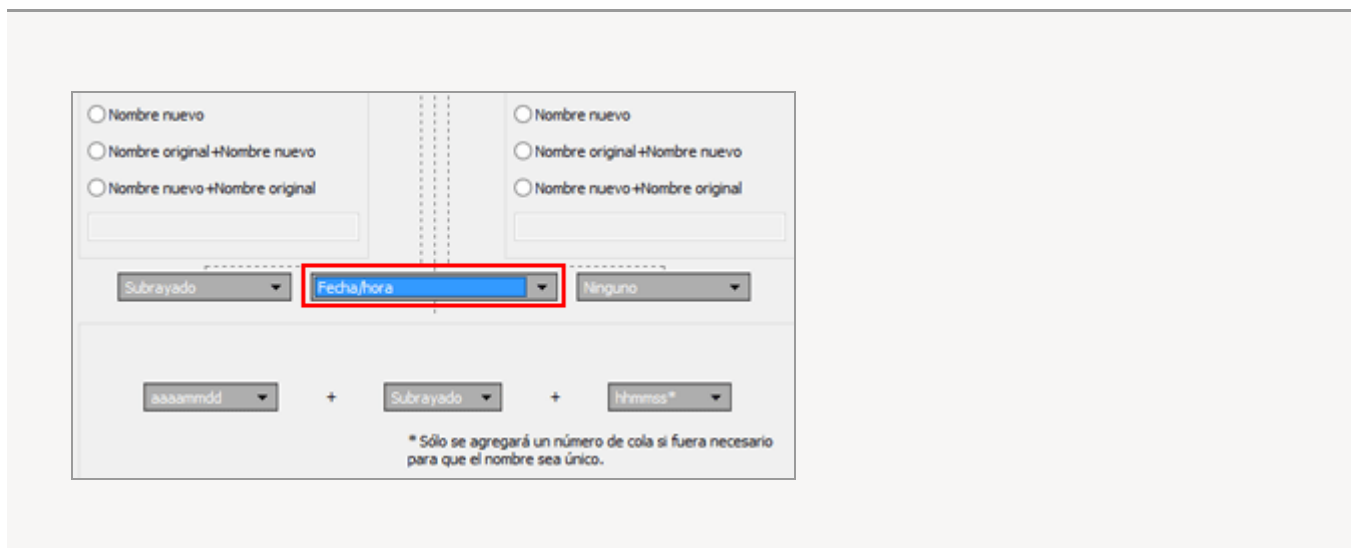 Nombre nuevo
Nombre original+Nombre nuevo
Nombre nuevo+Nombre original
Nombre nuevo
Nombre original+Nombre nuevo
Nombre nuevo+Nombre original
Subrayado Fecha/hora Ninguno
aaaammdd + Subrayado + hhmmss*
* Sólo se agregará un número de cola si fuera necesario
para que el nombre sea único.